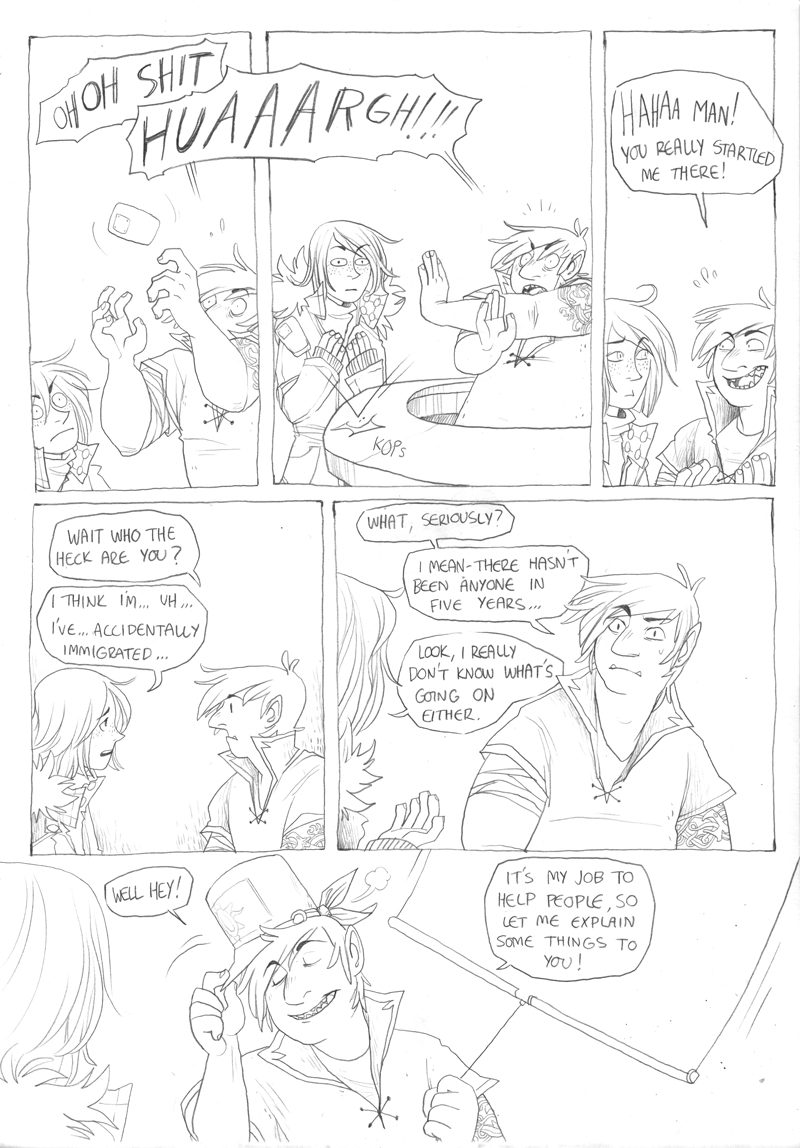 OH OH SHIT
HUAAAARGH!!!
KOPS
HAHAA MAN!
YOU REALLY STARTLED
ME THERE!
WAIT WHO THE
HECK ARE YOU?
I THINK I'M... UH...
I'VE... ACCIDENTALLY
IMMIGRATED...
WHAT, SERIOUSLY?
I MEAN-THERE HASN'T
BEEN ANYONE IN
FIVE YEARS...
LOOK, I REALLY
DON'T KNOW WHAT'S
GOING ON
EITHER.
WELL HEY!
IT'S MY JOB TO
HELP PEOPLE, SO
LET ME EXPLAIN
SOME THINGS TO
YOU!